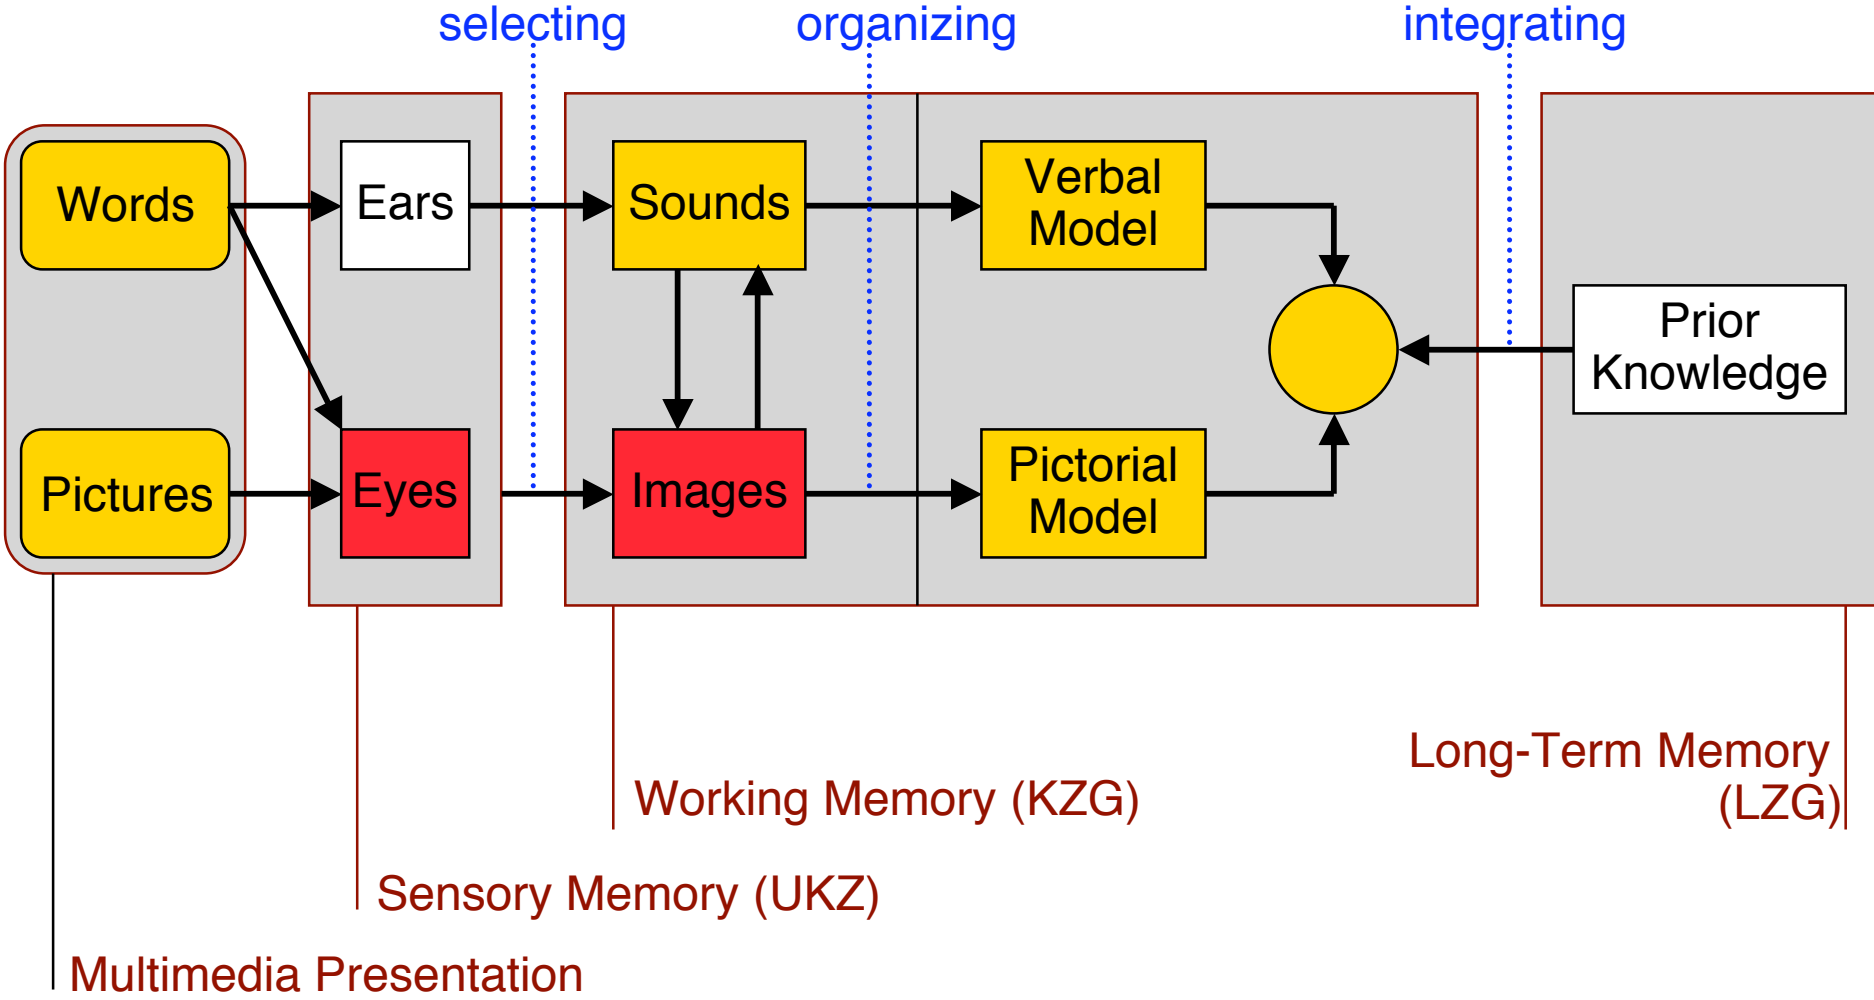 selecting
organizing
integrating
Words
Ears
Sounds
Verbal
Model
Prior
Knowledge
Pictures
Eyes
Images
Pictorial
Model
Long-Term Memory
(LZG)
Working Memory (KZG)
Sensory Memory (UKZ)
Multimedia Presentation